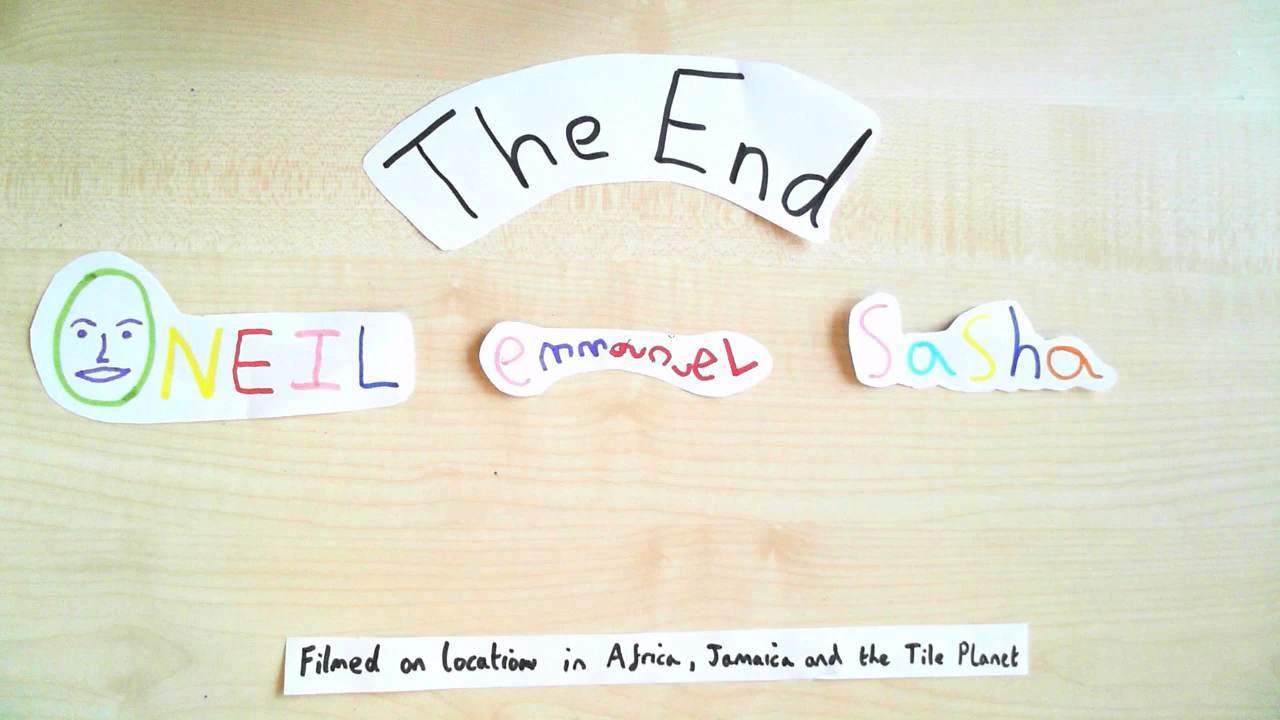 The End
ONEIL
emmanueL
Sasha
Filmed on location in Africa, Jamaica and the Tile Planet